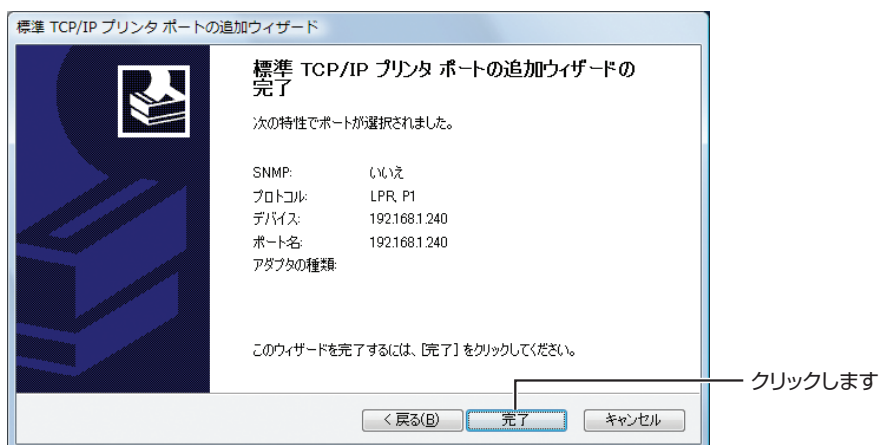 標準 TCP/IP プリンタ ポートの追加ウィザード
標準 TCP/IP プリンタ ポートの追加ウィザードの
完了
次の特性でポートが選択されました。
SNMP: いいえ
プロトコル: LPR, P1
デバイス: 192.168.1.240
ポート名: 192.168.1.240
アダプタの種類:
このウィザードを完了するには、[完了] をクリックしてください。
クリックします
< 戻る(B) 完了 キャンセル